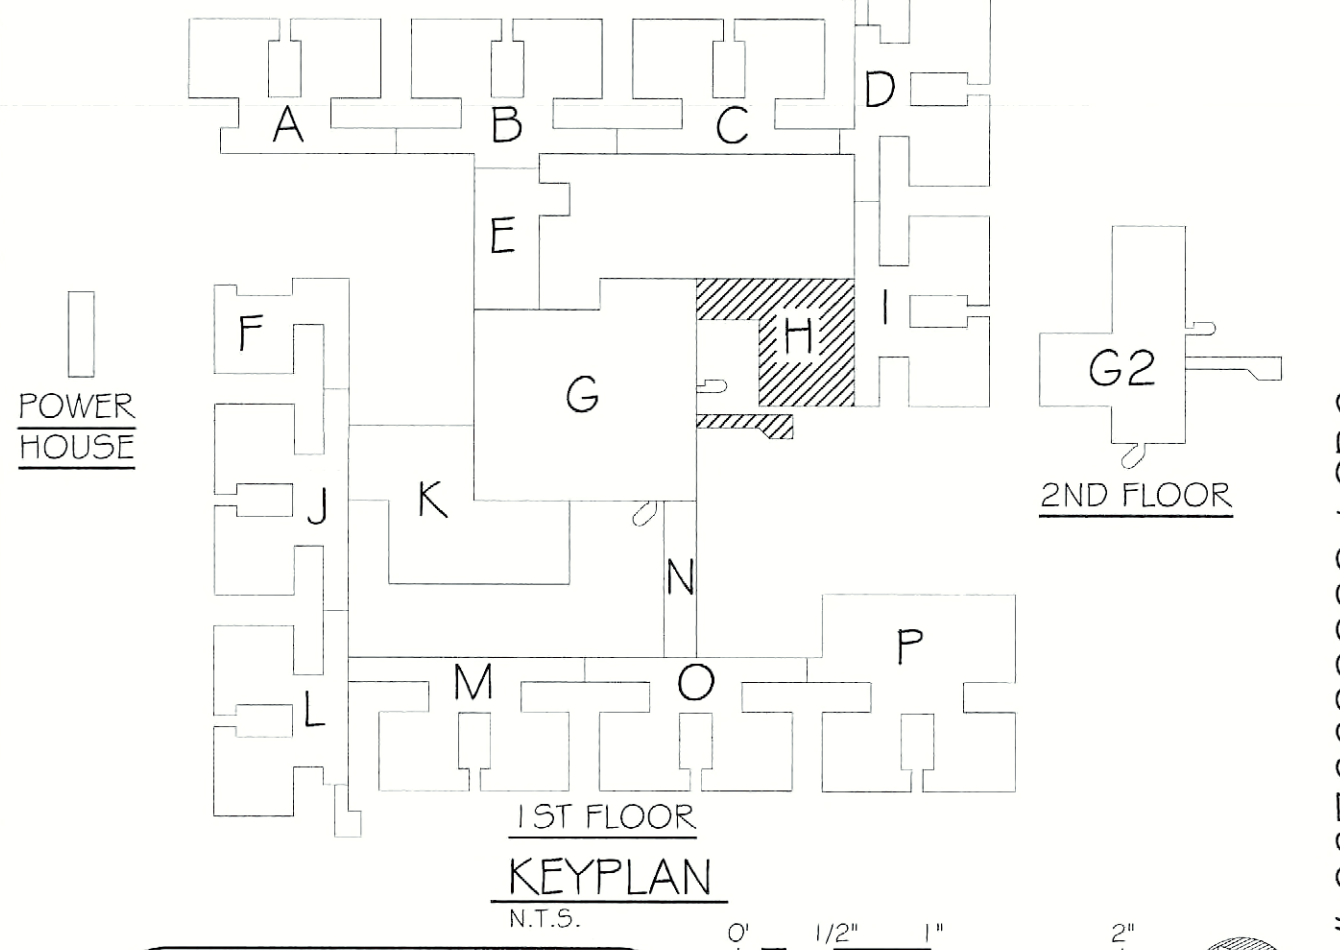 A
B
C
D
E
F
G
H
I
G2
POWER
HOUSE
2ND FLOOR
J
K
N
L
M
O
P
1ST FLOOR
KEYPLAN
N.T.S.
0' 1/2" 1" 2"